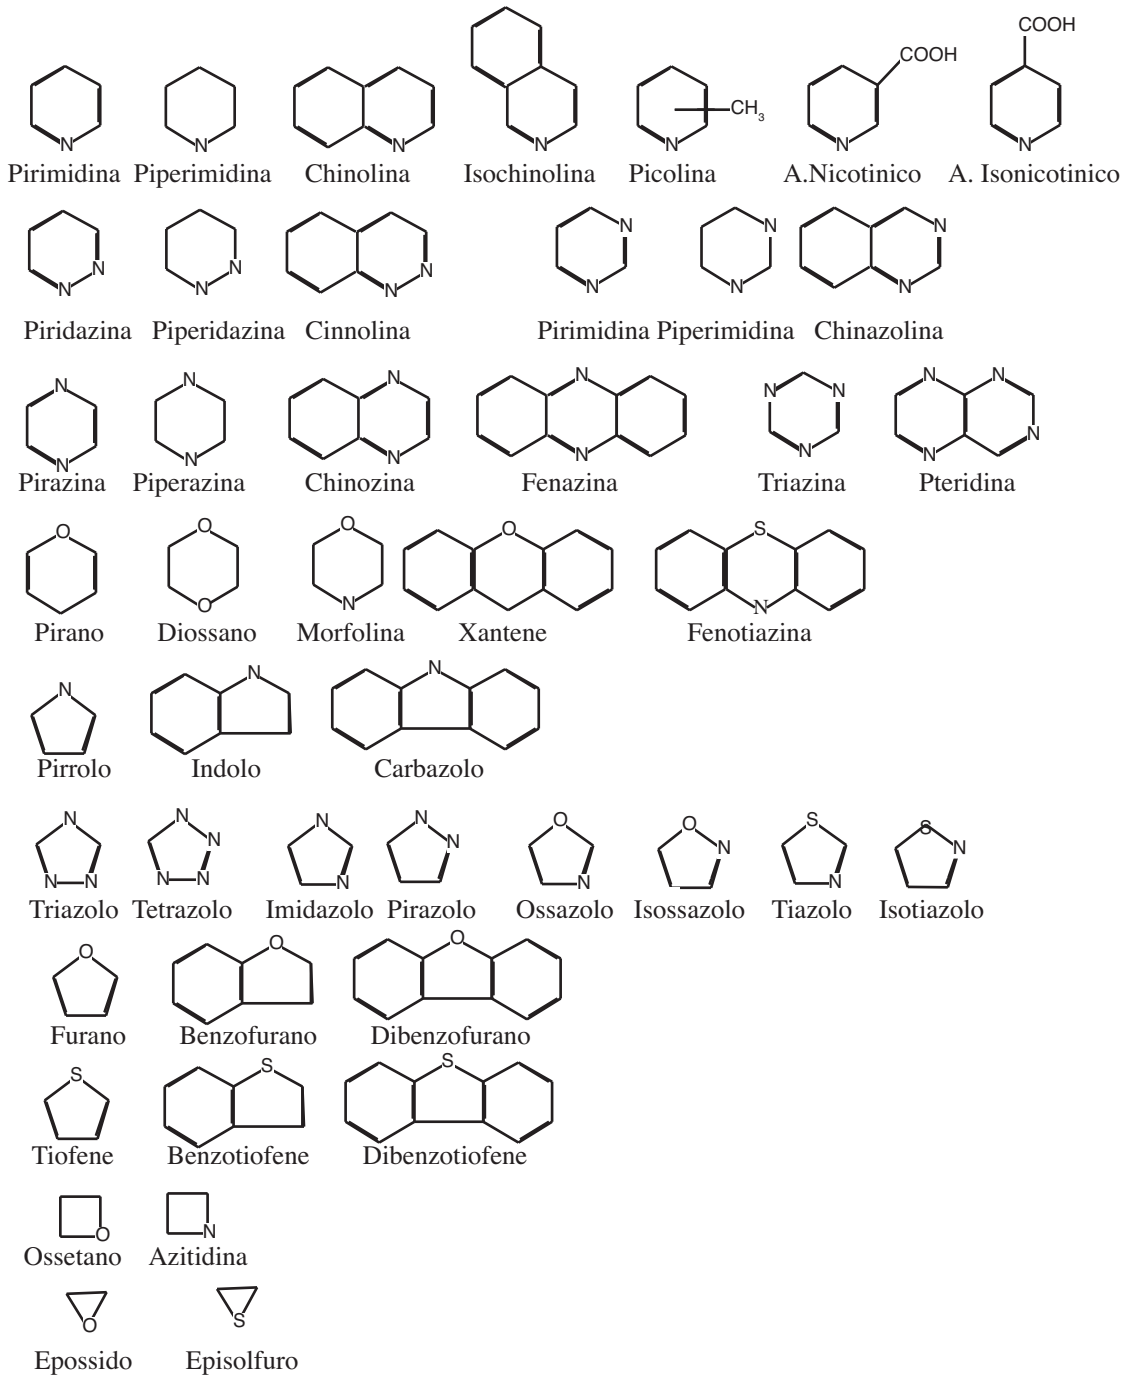 COOH
COOH
N N N N CH3 N N
Pirimidina Piperimidina Chinolina Isochinolina Picolina A.Nicotinico A. Isonicotinico
N N N
N N N
N N N N N N
Piridazina Piperidazina Cinnolina Pirimidina Piperimidina Chinazolina
N N N N N N
N N N
N N N N N N
Pirazina Piperazina Chinozina Fenazina Triazina Pteridina
O O O O S
O N N
Pirano Diossano Morfolina Xantene Fenotiazina
N N N
Pirrolo Indolo Carbazolo
N N N N O O S S
N N N N
N N N N N N N
Triazolo Tetrazolo Imidazolo Pirazolo Ossazolo Isossazolo Tiazolo Isotiazolo
O O O
Furano Benzofurano Dibenzofurano
S S S
Tiofene Benzotiofene Dibenzotiofene
O N
Ossetano Azitidina
O S
Epossido Episolfuro